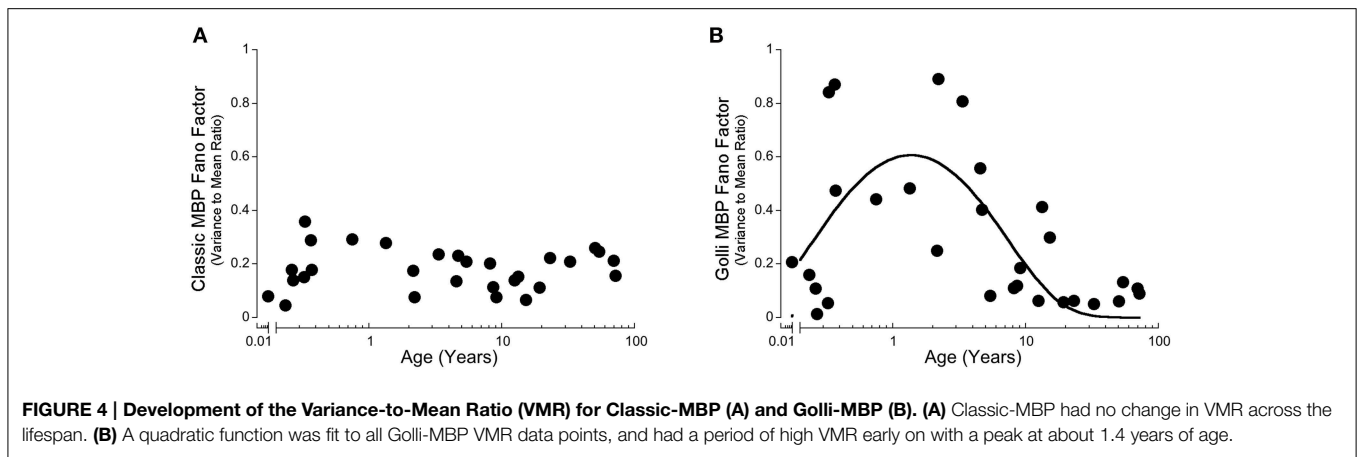 A
Classic MBP Fano Factor
(Variance to Mean Ratio)
1
0.8
0.6
0.4
0.2
0
0.01
1
10
100
Age (Years)
B
Golli MBP Fano Factor
(Variance to Mean Ratio)
1
0.8
0.6
0.4
0.2
0
0.01
1
10
100
Age (Years)
FIGURE 4 | Development of the Variance-to-Mean Ratio (VMR) for Classic-MBP (A) and Golli-MBP (B). (A) Classic-MBP had no change in VMR across the
lifespan. (B) A quadratic function was fit to all Golli-MBP VMR data points, and had a period of high VMR early on with a peak at about 1.4 years of age.